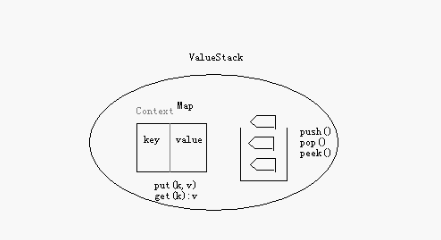 ValueStack
Context Map
key value
put(k,v)
get(k):v
push()
pop()
peek()